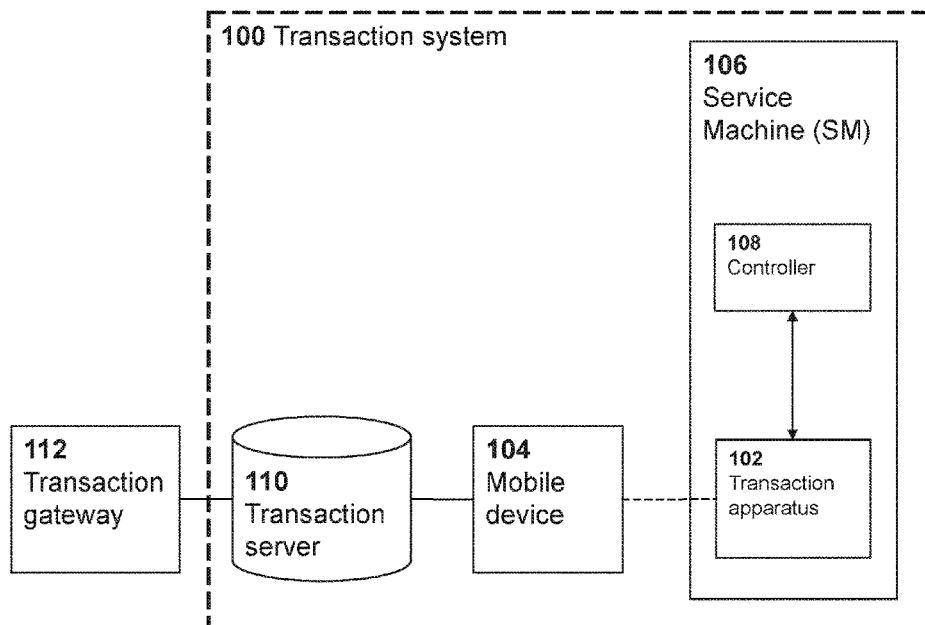 100 Transaction system
106
Service
Machine (SM)
108
Controller
112
Transaction
gateway
110
Transaction
server
104
Mobile
device
102
Transaction
apparatus